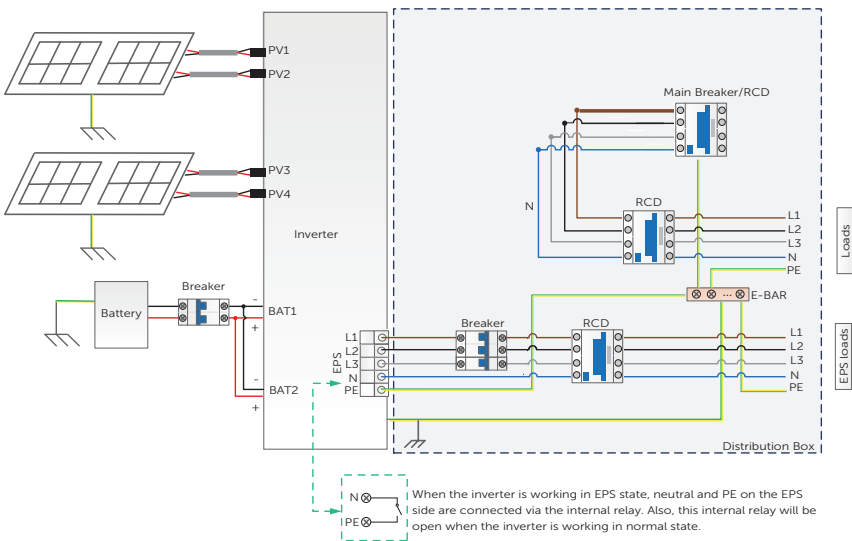 PV1
PV2
PV3
PV4
Inverter
Battery
Breaker
-
BAT1
+
-
BAT2
+
EPS
L1
L2
L3
N
PE
Main Breaker/RCD
N
RCD
L1
L2
L3
N
PE
E-BAR
Breaker
RCD
L1
L2
L3
N
PE
Loads
EPS loads
Distribution Box
N
PE
When the inverter is working in EPS state, neutral and PE on the EPS
side are connected via the internal relay. Also, this internal relay will be
open when the inverter is working in normal state.